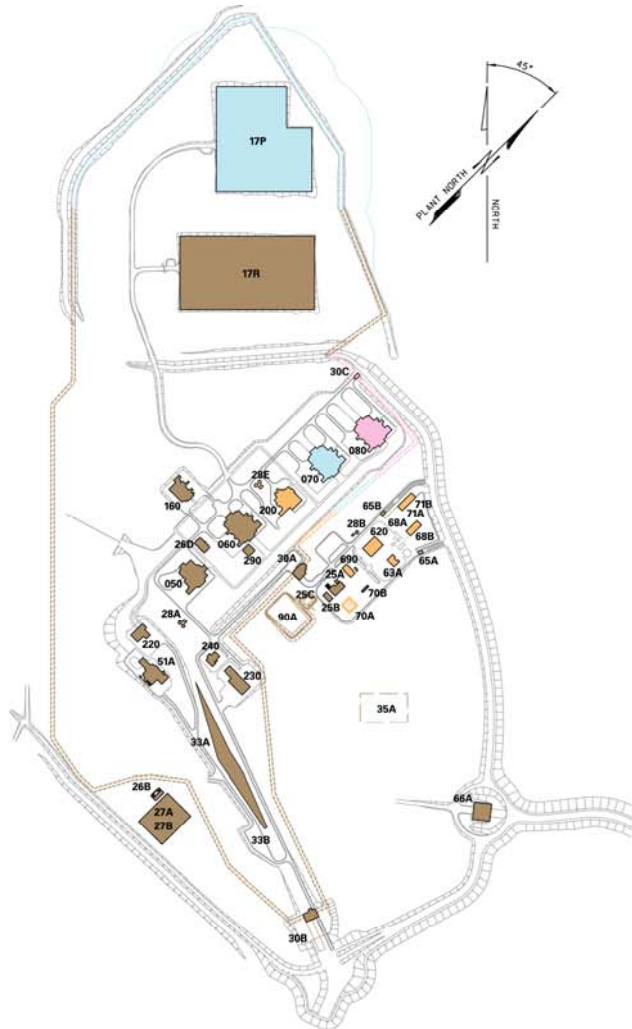 45°
PLANT NORTH
NORTH
17P
17R
30C
080
070
28E
200
160
060
26D
290
050
28A
220
51A
240
230
30A
28B
65B
71B
71A
68A
68B
620
65A
63A
690
25A
25C
25B
70B
70A
90A
35A
33A
33B
26B
27A
27B
66A
30B